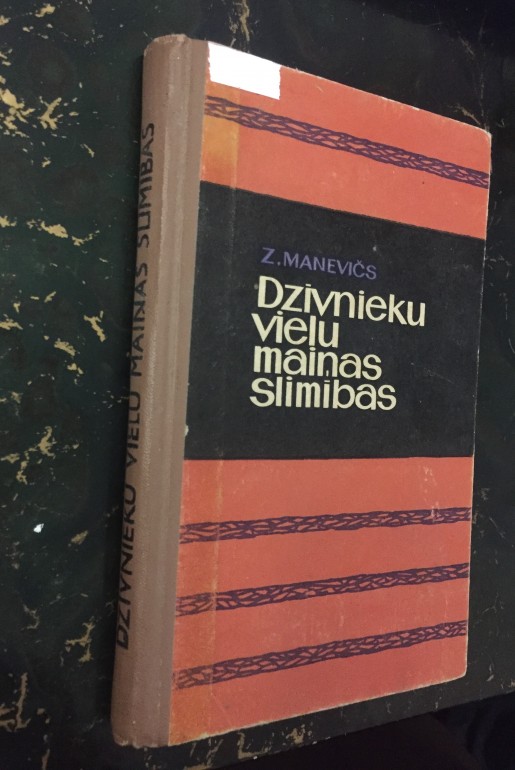 Z. MANEVIČS
Dzīvnieku
vielu
maiņas
slimības
DZĪVNIEKU VIELU MAIŅAS SLIMĪBAS